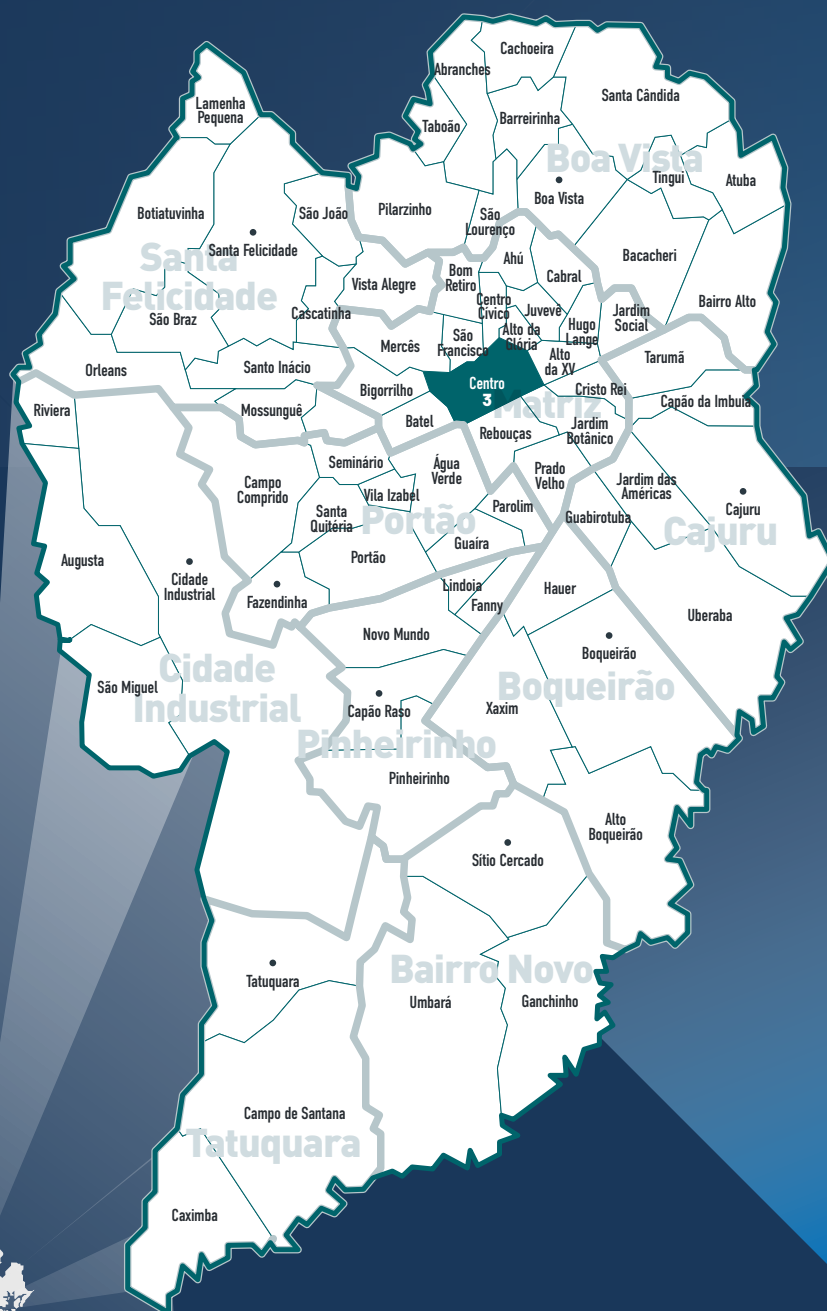 Cachoeira
Abranches
Santa Cândida
Lamenha
Pequena
Taboão
Barreirinha
Boa Vista
Tingui
Atuba
Boa Vista
Botiatuvinha
São João
Pilarzinho
São
Lourenço
Santa
Felicidade
Santa Felicidade
Ahú
Bacacheri
Vista Alegre
Bom
Retiro
Cabral
Bairro Alto
Centro
Cívico
Juvevê
Jardim
Social
São Braz
Cascatinha
Hugo
Lange
Alto da
Glória
Mercês
São
Francisco
Alto
da XV
Tarumã
Orleans
Santo Inácio
Centro
3
Cristo Rei
Bigorrilho
Matriz
Capão da Imbuia
Riviera
Mossunguê
Batel
Rebouças
Jardim
Botânico
Seminário
Água
Verde
Prado
Velho
Campo
Comprido
Vila Izabel
Jardim das
Américas
Santa
Quitéria
Portão
Parolim
Guabirotuba
Cajuru
Cajuru
Guaíra
Portão
Augusta
Cidade
Industrial
Fazendinha
Lindoia
Fanny
Hauer
Uberaba
Novo Mundo
Boqueirão
Cidade
Industrial
São Miguel
Boqueirão
Capão Raso
Xaxim
Pinheirinho
Pinheirinho
Alto
Boqueirão
Sítio Cercado
Bairro Novo
Tatuquara
Umbará
Ganchinho
Campo de Santana
Tatuquara
Caximba